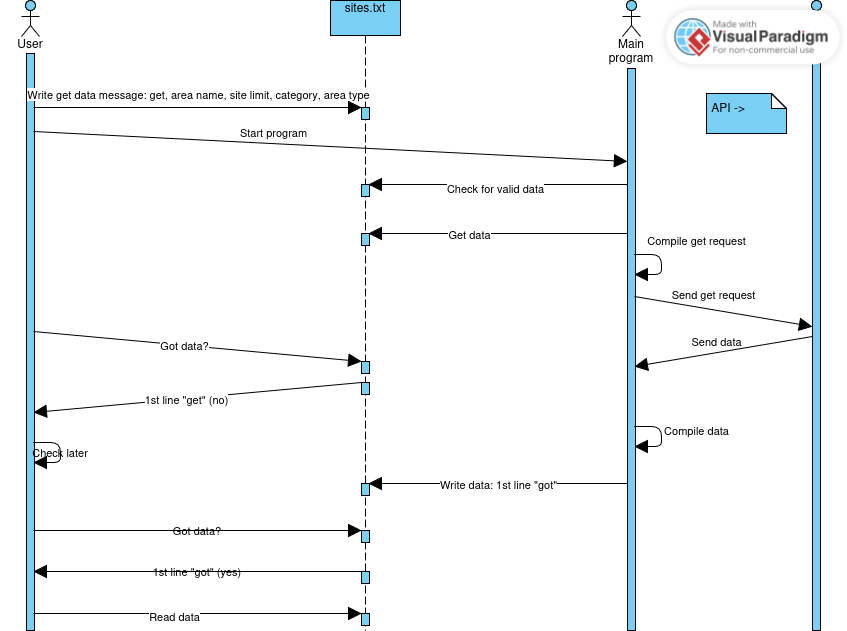 sites.txt
Made with
VisualParadigm
For non-commercial use
User
Main
program
Write get data message: get, area name, site limit, category, area type
API ->
Start program
Check for valid data
Get data
Compile get request
Send get request
Send data
Got data?
1st line "get" (no)
Compile data
Check later
Write data: 1st line "got"
Got data?
1st line "got" (yes)
Read data